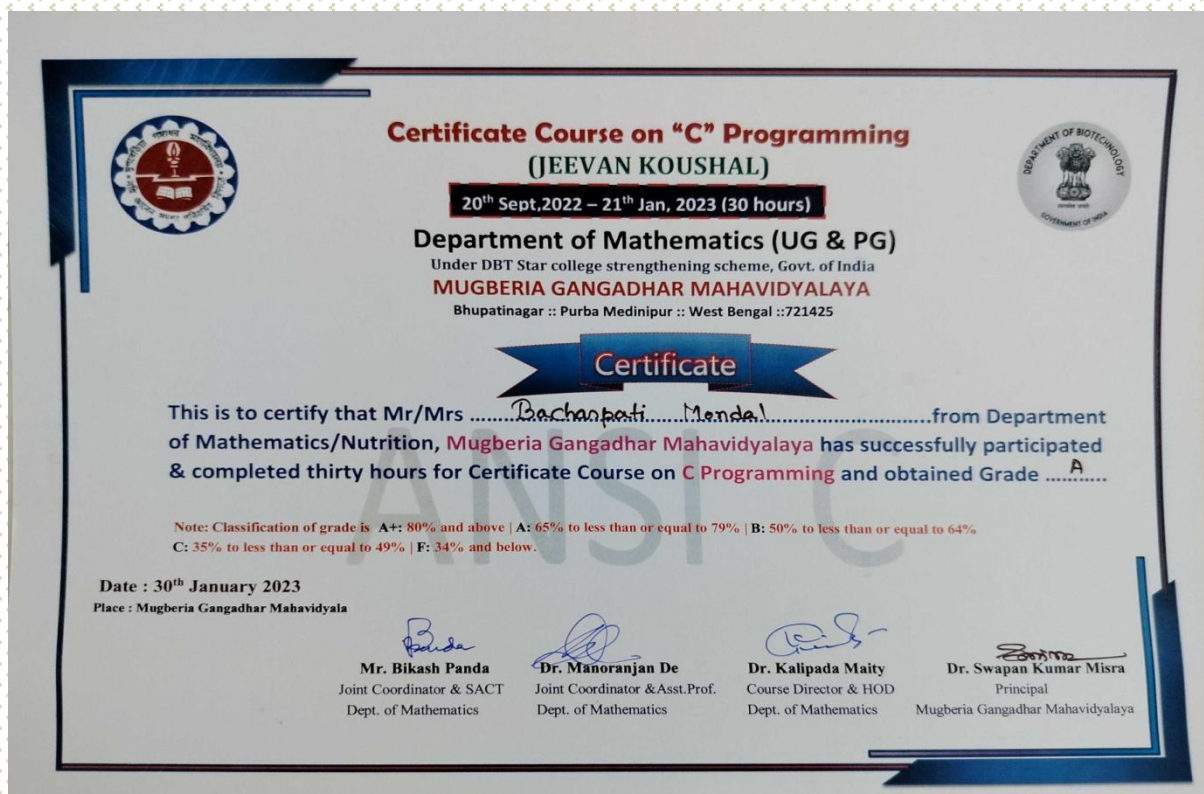 Certificate Course on “C” Programming
(JEEVAN KOUSHAL)
20th Sept,2022 – 21th Jan, 2023 (30 hours)
Department of Mathematics (UG & PG)
Under DBT Star college strengthening scheme, Govt. of India
MUGBERIA GANGADHAR MAHAVIDYALAYA
Bhupatinagar :: Purba Medinipur :: West Bengal ::721425
DEPARTMENT OF BIOTECHNOLOGY
GOVERNMENT OF INDIA
Certificate
This is to certify that Mr/Mrs ........Bachaspati.....Mondal....................................from Department
of Mathematics/Nutrition, Mugberia Gangadhar Mahavidyalaya has successfully participated
& completed thirty hours for Certificate Course on C Programming and obtained Grade ....A......
ANSI C
Note: Classification of grade is A+: 80% and above | A: 65% to less than or equal to 79% | B: 50% to less than or equal to 64%
C: 35% to less than or equal to 49% | F: 34% and below.
Date : 30th January 2023
Place : Mugberia Gangadhar Mahavidyala
Panda
Mr. Bikash Panda Dr. Manoranjan De Dr. Kalipada Maity Dr. Swapan Kumar Misra
Joint Coordinator & SACT Joint Coordinator &Asst.Prof. Course Director & HOD Principal
Dept. of Mathematics Dept. of Mathematics Dept. of Mathematics Mugberia Gangadhar Mahavidyalaya